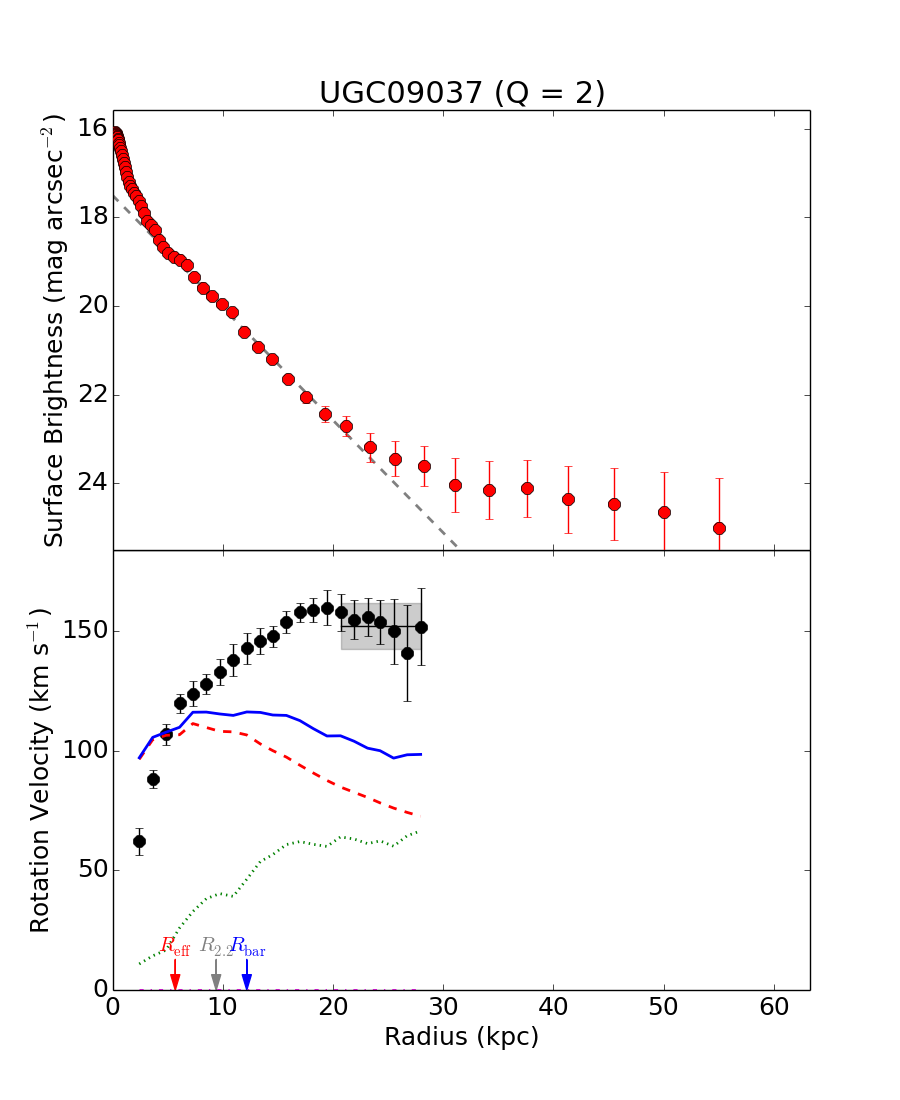 UGC09037 (Q = 2)
Surface Brightness (mag arcsec⁻²)
16
18
20
22
24
Rotation Velocity (km s⁻¹)
150
100
50
0
R_eff R_2.2 R_bar
0 10 20 30 40 50 60
Radius (kpc)